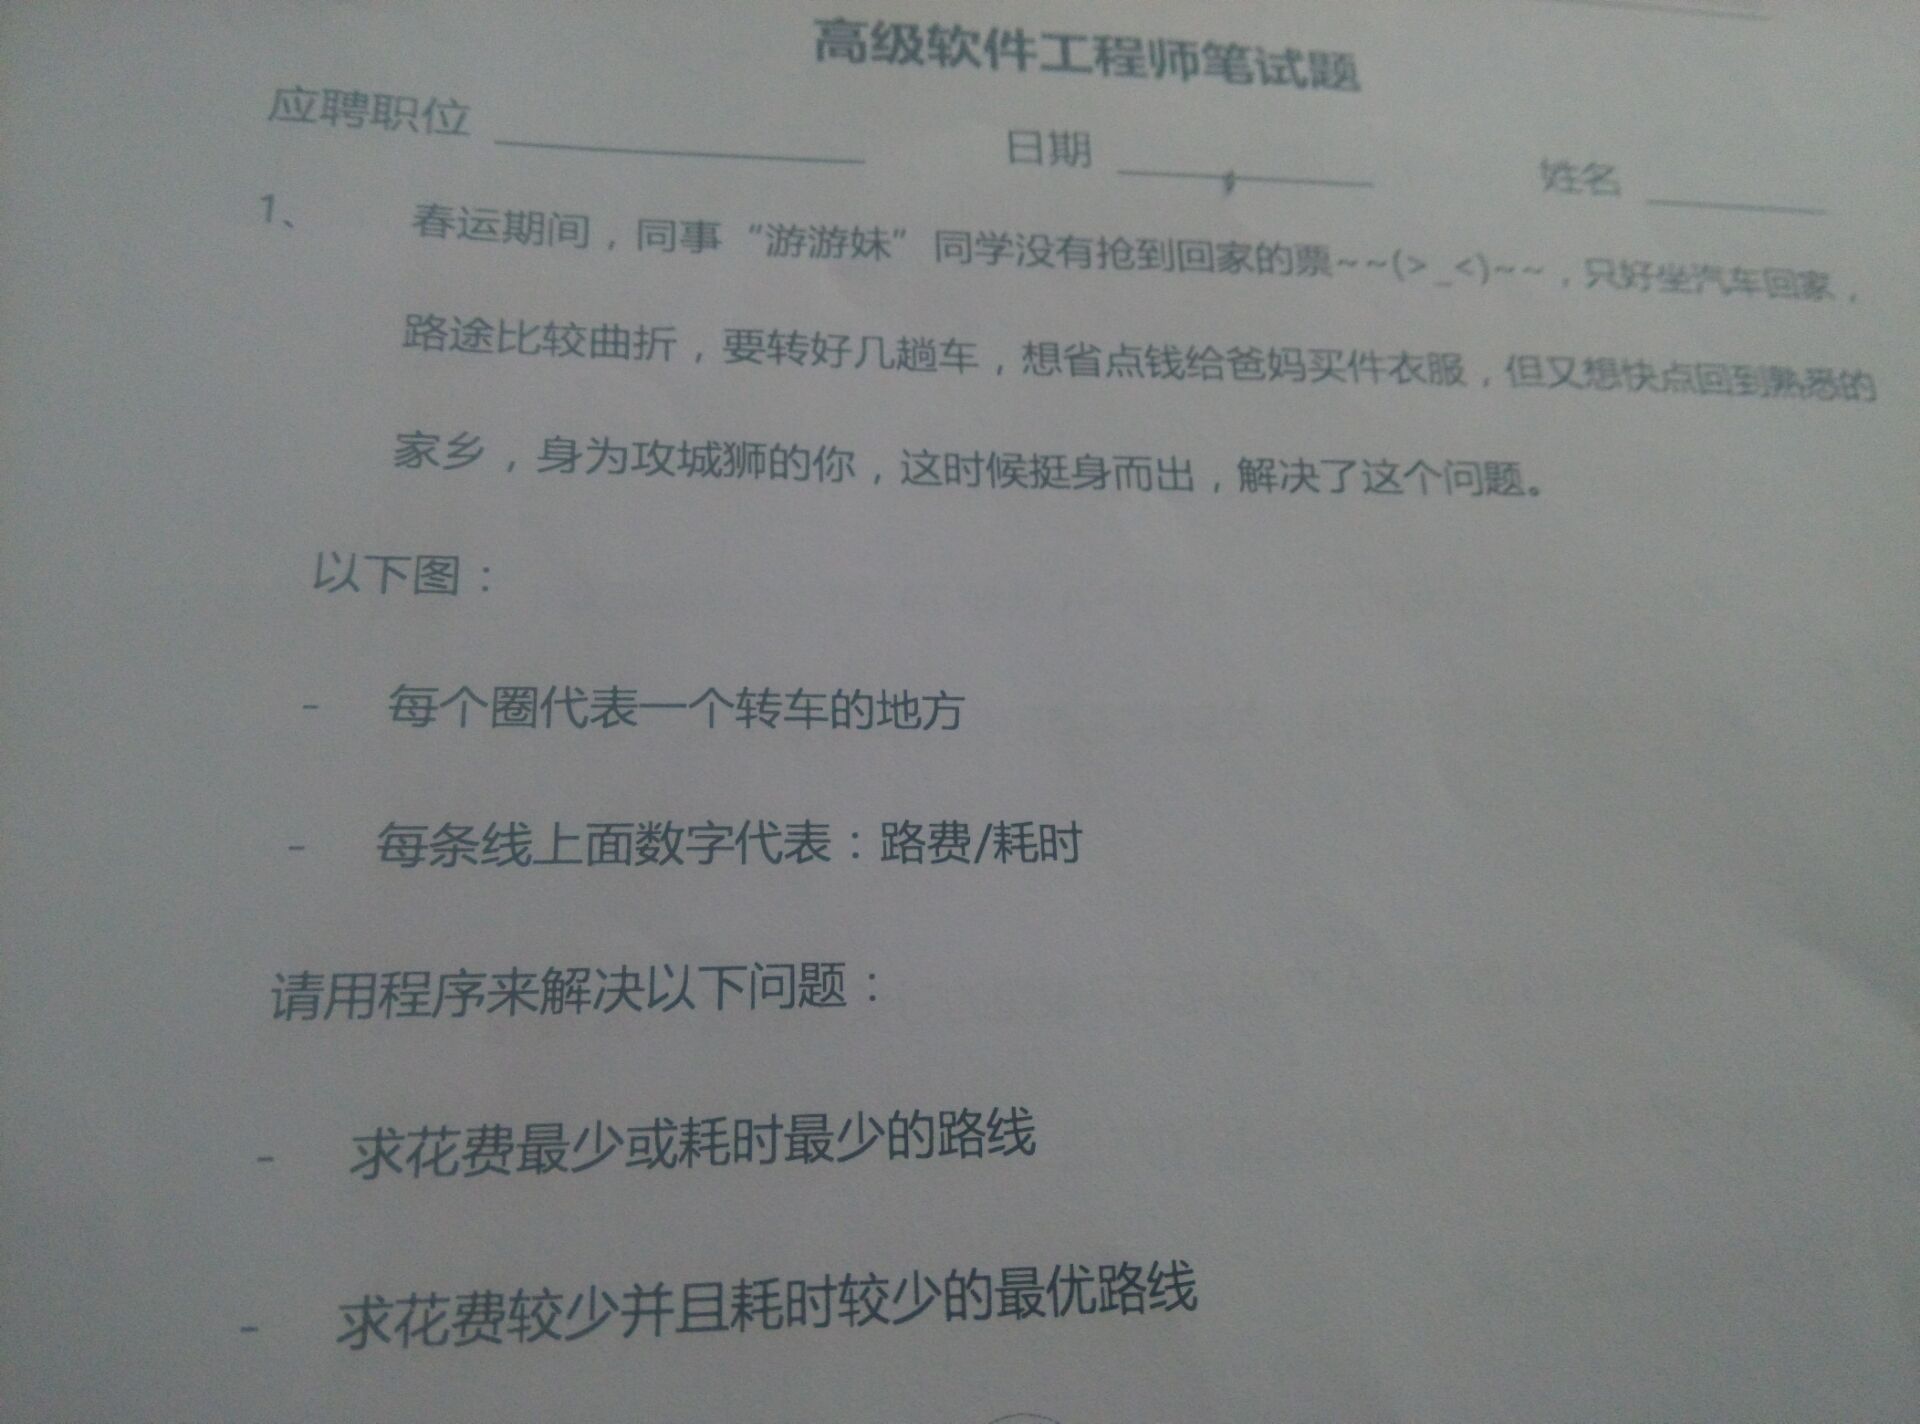 高级软件工程师笔试题
应聘职位 日期 姓名
1、 春运期间，同事“游游妹”同学没有抢到回家的票~~(>_<)~~，只好坐汽车回家，
路途比较曲折，要转好几趟车，想省点钱给爸妈买件衣服，但又想快点回到熟悉的
家乡，身为攻城狮的你，这时候挺身而出，解决了这个问题。
以下图：
- 每个圈代表一个转车的地方
- 每条线上面数字代表：路费/耗时
请用程序来解决以下问题：
- 求花费最少或耗时最少的路线
- 求花费较少并且耗时较少的最优路线